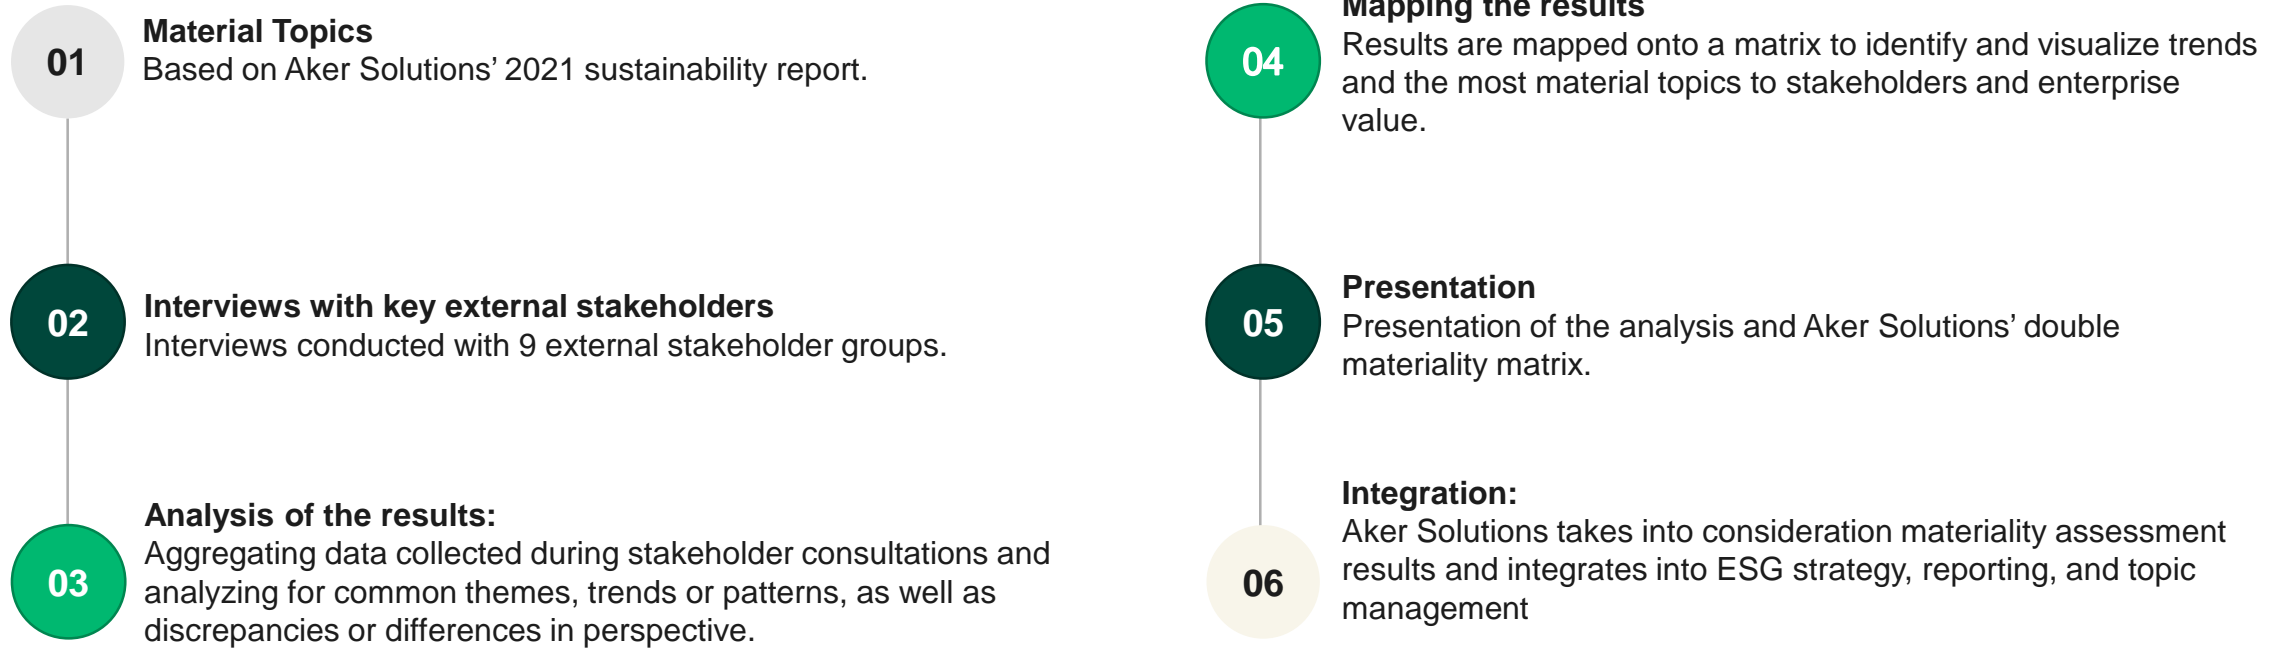 01
Material Topics
Based on Aker Solutions’ 2021 sustainability report.
02
Interviews with key external stakeholders
Interviews conducted with 9 external stakeholder groups.
03
Analysis of the results:
Aggregating data collected during stakeholder consultations and
analyzing for common themes, trends or patterns, as well as
discrepancies or differences in perspective.
04
Mapping the results
Results are mapped onto a matrix to identify and visualize trends
and the most material topics to stakeholders and enterprise
value.
05
Presentation
Presentation of the analysis and Aker Solutions’ double
materiality matrix.
06
Integration:
Aker Solutions takes into consideration materiality assessment
results and integrates into ESG strategy, reporting, and topic
management